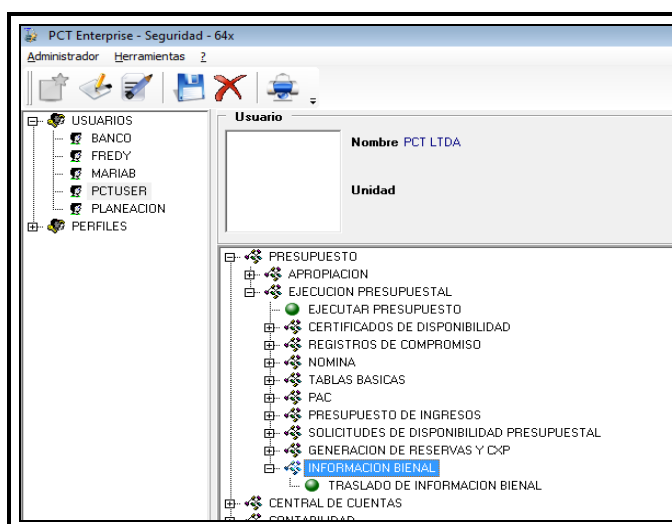 PCT Enterprise - Seguridad - 64x
Administrador Herramientas ?
USUARIOS
BANCO
FREDY
MARIAB
PCTUSER
PLANEACION
PERFILES
Usuario
Nombre PCT LTDA
Unidad
PRESUPUESTO
APROPIACION
EJECUCION PRESUPUESTAL
EJECUTAR PRESUPUESTO
CERTIFICADOS DE DISPONIBILIDAD
REGISTROS DE COMPROMISO
NOMINA
TABLAS BASICAS
PAC
PRESUPUESTO DE INGRESOS
SOLICITUDES DE DISPONIBILIDAD PRESUPUESTAL
GENERACION DE RESERVAS Y CXP
INFORMACION BIENAL
TRASLADO DE INFORMACION BIENAL
CENTRAL DE CUENTAS
CONTABILIDAD